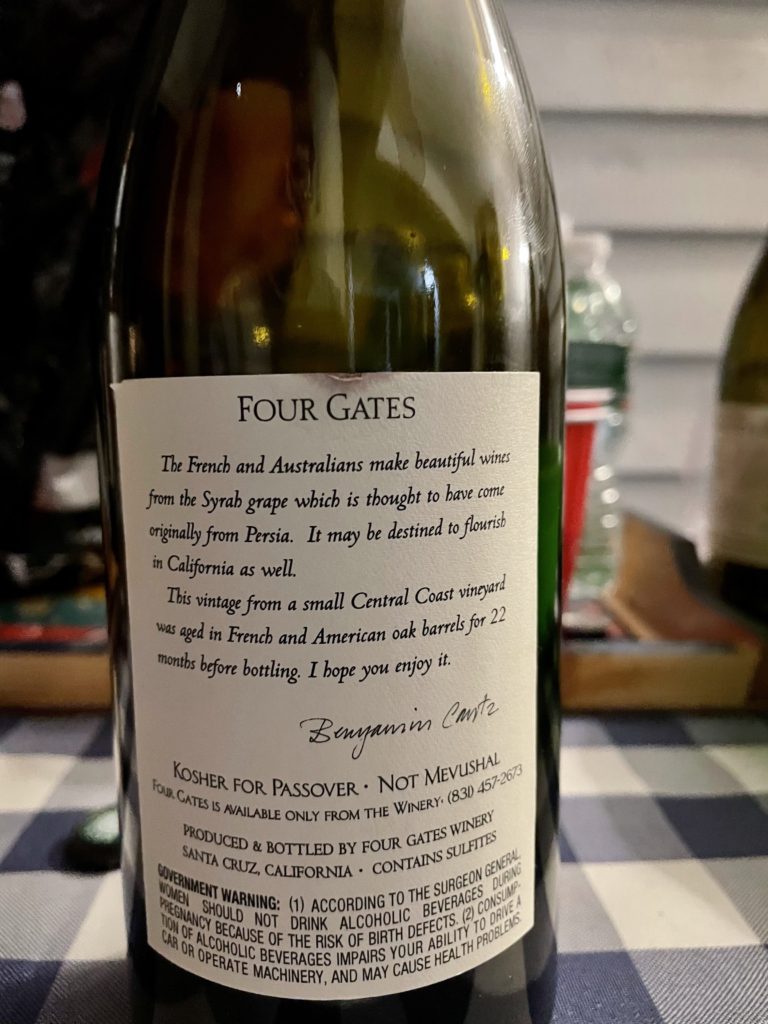 FOUR GATES
The French and Australians make beautiful wines
from the Syrah grape which is thought to have come
originally from Persia. It may be destined to flourish
in California as well.
This vintage from a small Central Coast vineyard
was aged in French and American oak barrels for 22
months before bottling. I hope you enjoy it.
Benyamin Cantz
KOSHER FOR PASSOVER · NOT MEVUSHAL
FOUR GATES IS AVAILABLE ONLY FROM THE WINERY: (831) 457-2673
PRODUCED & BOTTLED BY FOUR GATES WINERY
SANTA CRUZ, CALIFORNIA · CONTAINS SULFITES
GOVERNMENT WARNING: (1) ACCORDING TO THE SURGEON GENERAL,
WOMEN SHOULD NOT DRINK ALCOHOLIC BEVERAGES DURING
PREGNANCY BECAUSE OF THE RISK OF BIRTH DEFECTS. (2) CONSUMP-
TION OF ALCOHOLIC BEVERAGES IMPAIRS YOUR ABILITY TO DRIVE A
CAR OR OPERATE MACHINERY, AND MAY CAUSE HEALTH PROBLEMS.